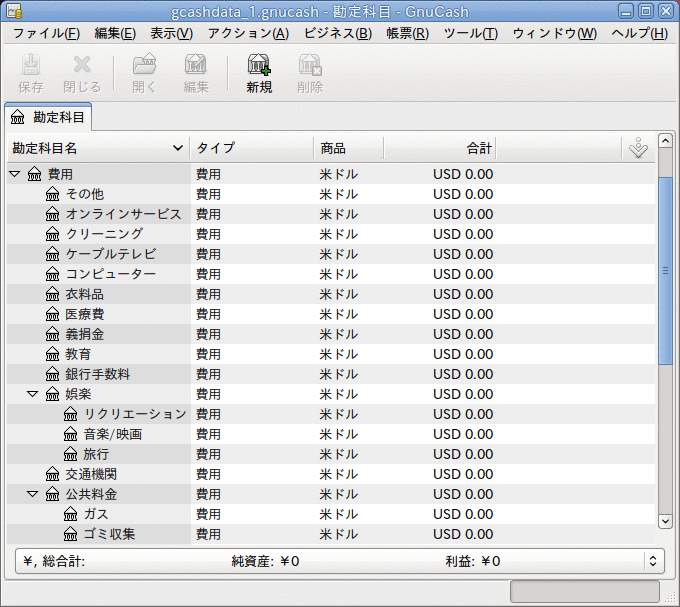 gcashdata_1.gnucash - 勘定科目 - GnuCash
ファイル(F) 編集(E) 表示(V) アクション(A) ビジネス(B) 帳票(R) ツール(T) ウィンドウ(W) ヘルプ(H)
保存 閉じる 開く 編集 新規 削除
勘定科目
勘定科目名 タイプ 商品 合計
費用 費用 米ドル USD 0.00
その他 費用 米ドル USD 0.00
オンラインサービス 費用 米ドル USD 0.00
クリーニング 費用 米ドル USD 0.00
ケーブルテレビ 費用 米ドル USD 0.00
コンピューター 費用 米ドル USD 0.00
衣料品 費用 米ドル USD 0.00
医療費 費用 米ドル USD 0.00
義捐金 費用 米ドル USD 0.00
教育 費用 米ドル USD 0.00
銀行手数料 費用 米ドル USD 0.00
娯楽 費用 米ドル USD 0.00
リクリエーション 費用 米ドル USD 0.00
音楽/映画 費用 米ドル USD 0.00
旅行 費用 米ドル USD 0.00
交通機関 費用 米ドル USD 0.00
公共料金 費用 米ドル USD 0.00
ガス 費用 米ドル USD 0.00
ゴミ収集 費用 米ドル USD 0.00
¥, 総合計: 純資産: ¥0 利益: ¥0